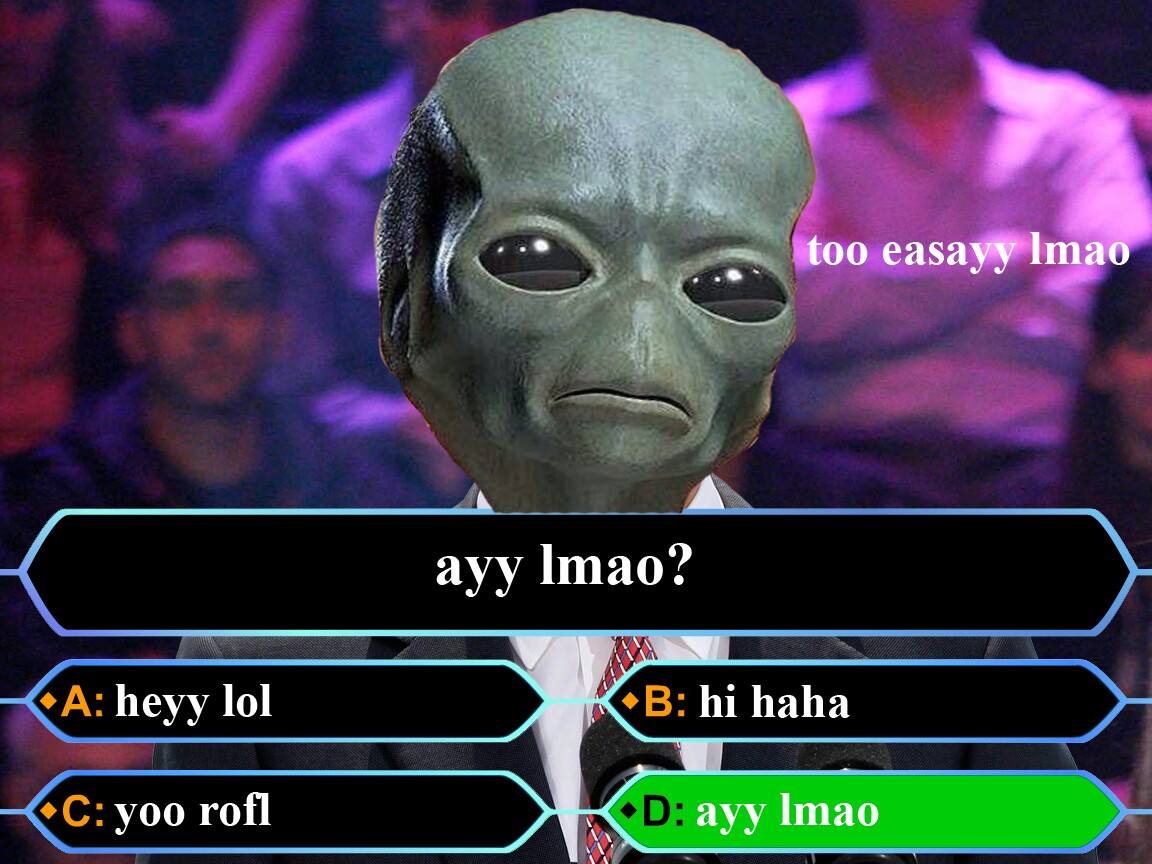 too easayy lmao
ayy lmao?
A: heyy lol
B: hi haha
C: yoo rofl
D: ayy lmao